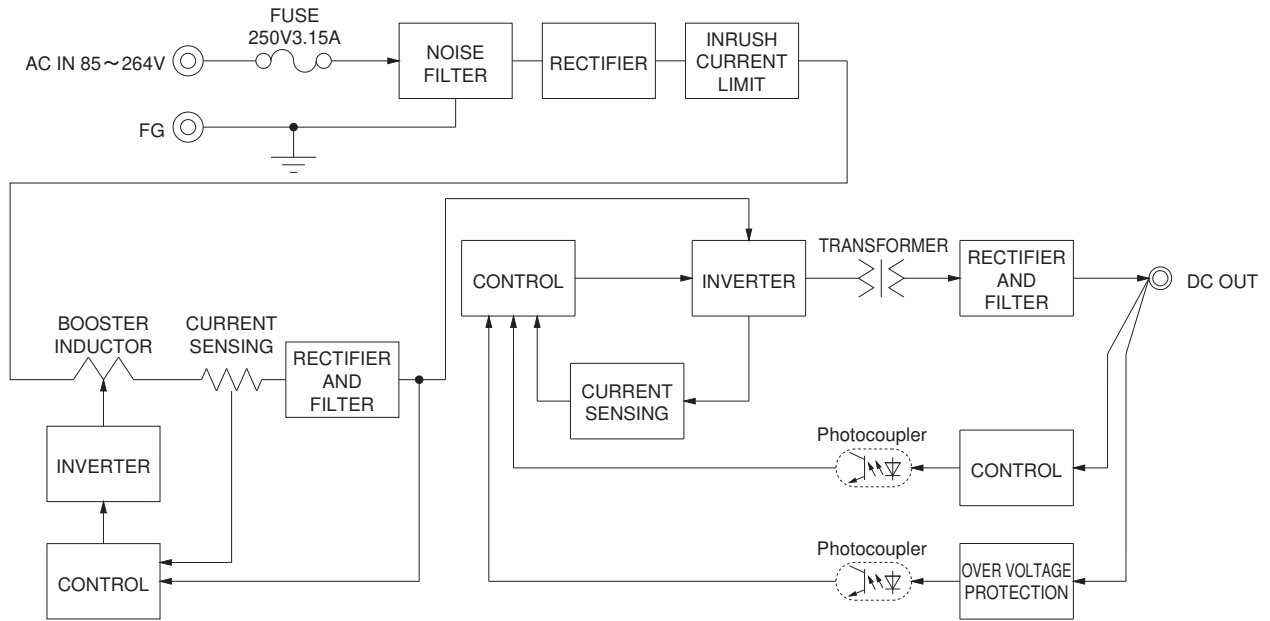 FUSE
250V3.15A
AC IN 85～264V
NOISE
FILTER
RECTIFIER
INRUSH
CURRENT
LIMIT
FG
CONTROL
INVERTER
TRANSFORMER
RECTIFIER
AND
FILTER
DC OUT
BOOSTER
INDUCTOR
CURRENT
SENSING
RECTIFIER
AND
FILTER
CURRENT
SENSING
INVERTER
Photocoupler
CONTROL
CONTROL
Photocoupler
OVER VOLTAGE
PROTECTION